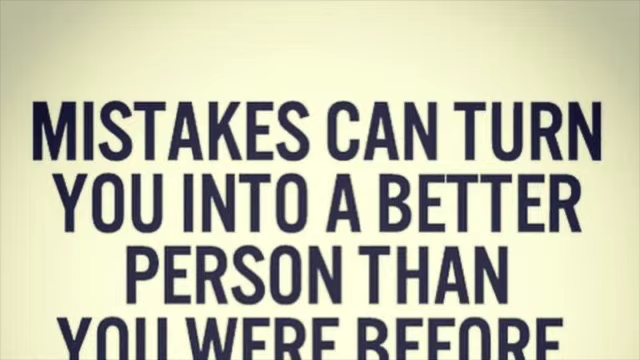 MISTAKES CAN TURN
YOU INTO A BETTER
PERSON THAN
YOU WERE BEFORE.